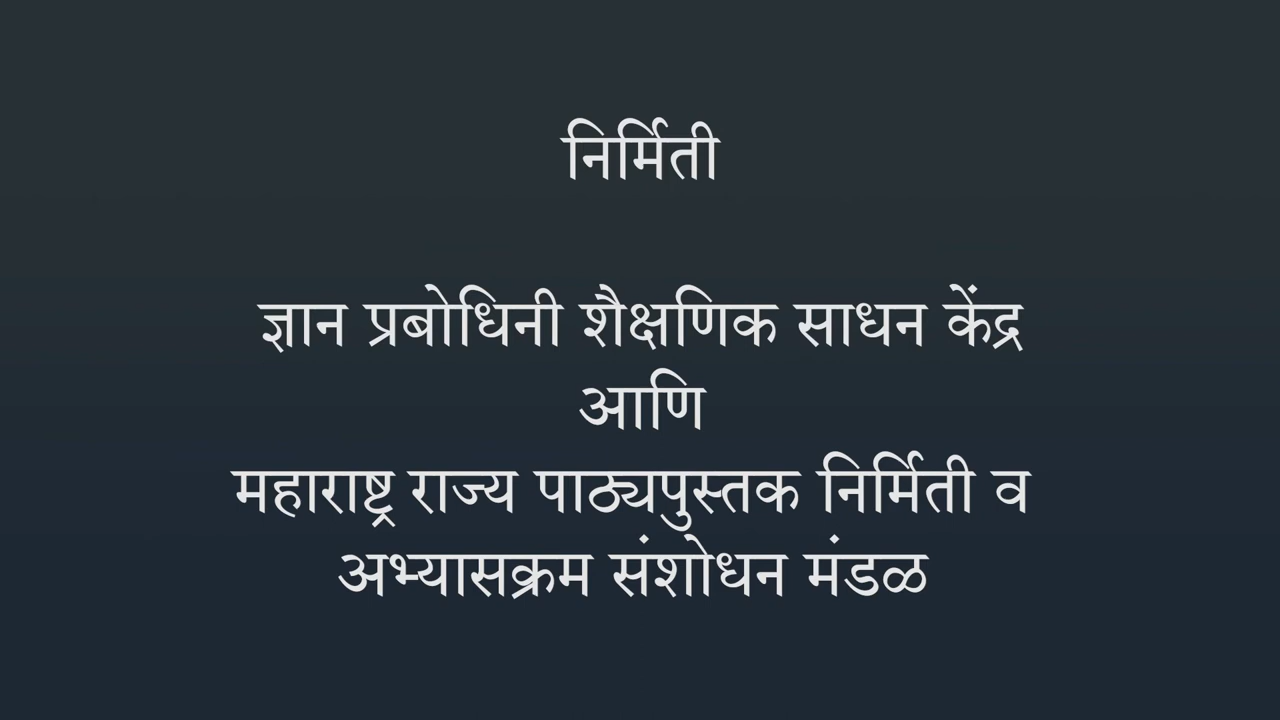 निर्मिती
ज्ञान प्रबोधिनी शैक्षणिक साधन केंद्र
आणि
महाराष्ट्र राज्य पाठ्यपुस्तक निर्मिती व
अभ्यासक्रम संशोधन मंडळ